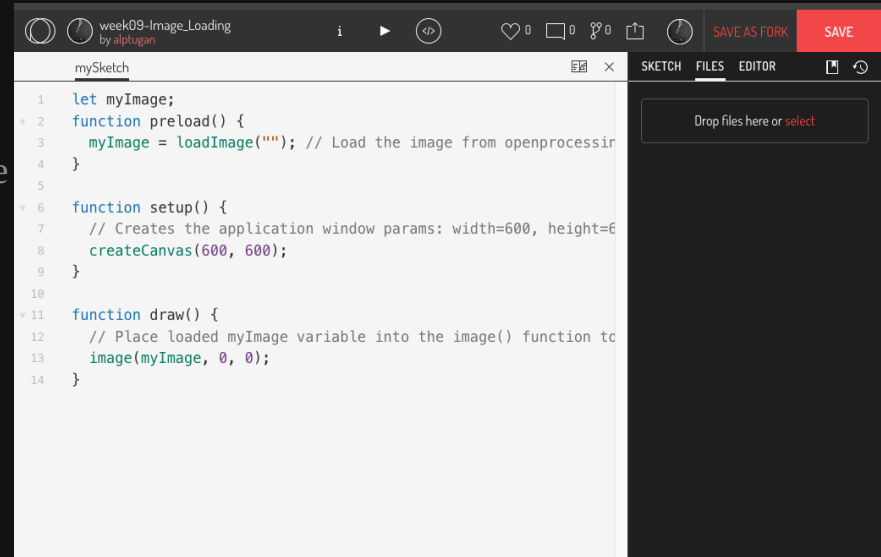 week09-Image_Loading
by alptugan
i
</>
0
0
0
SAVE AS FORK
SAVE
mySketch
SKETCH FILES EDITOR
Drop files here or select
1 let myImage;
2 function preload() {
3 myImage = loadImage(""); // Load the image from openprocessin
4 }
5
6 function setup() {
7 // Creates the application window params: width=600, height=6
8 createCanvas(600, 600);
9 }
10
11 function draw() {
12 // Place loaded myImage variable into the image() function to
13 image(myImage, 0, 0);
14 }
e